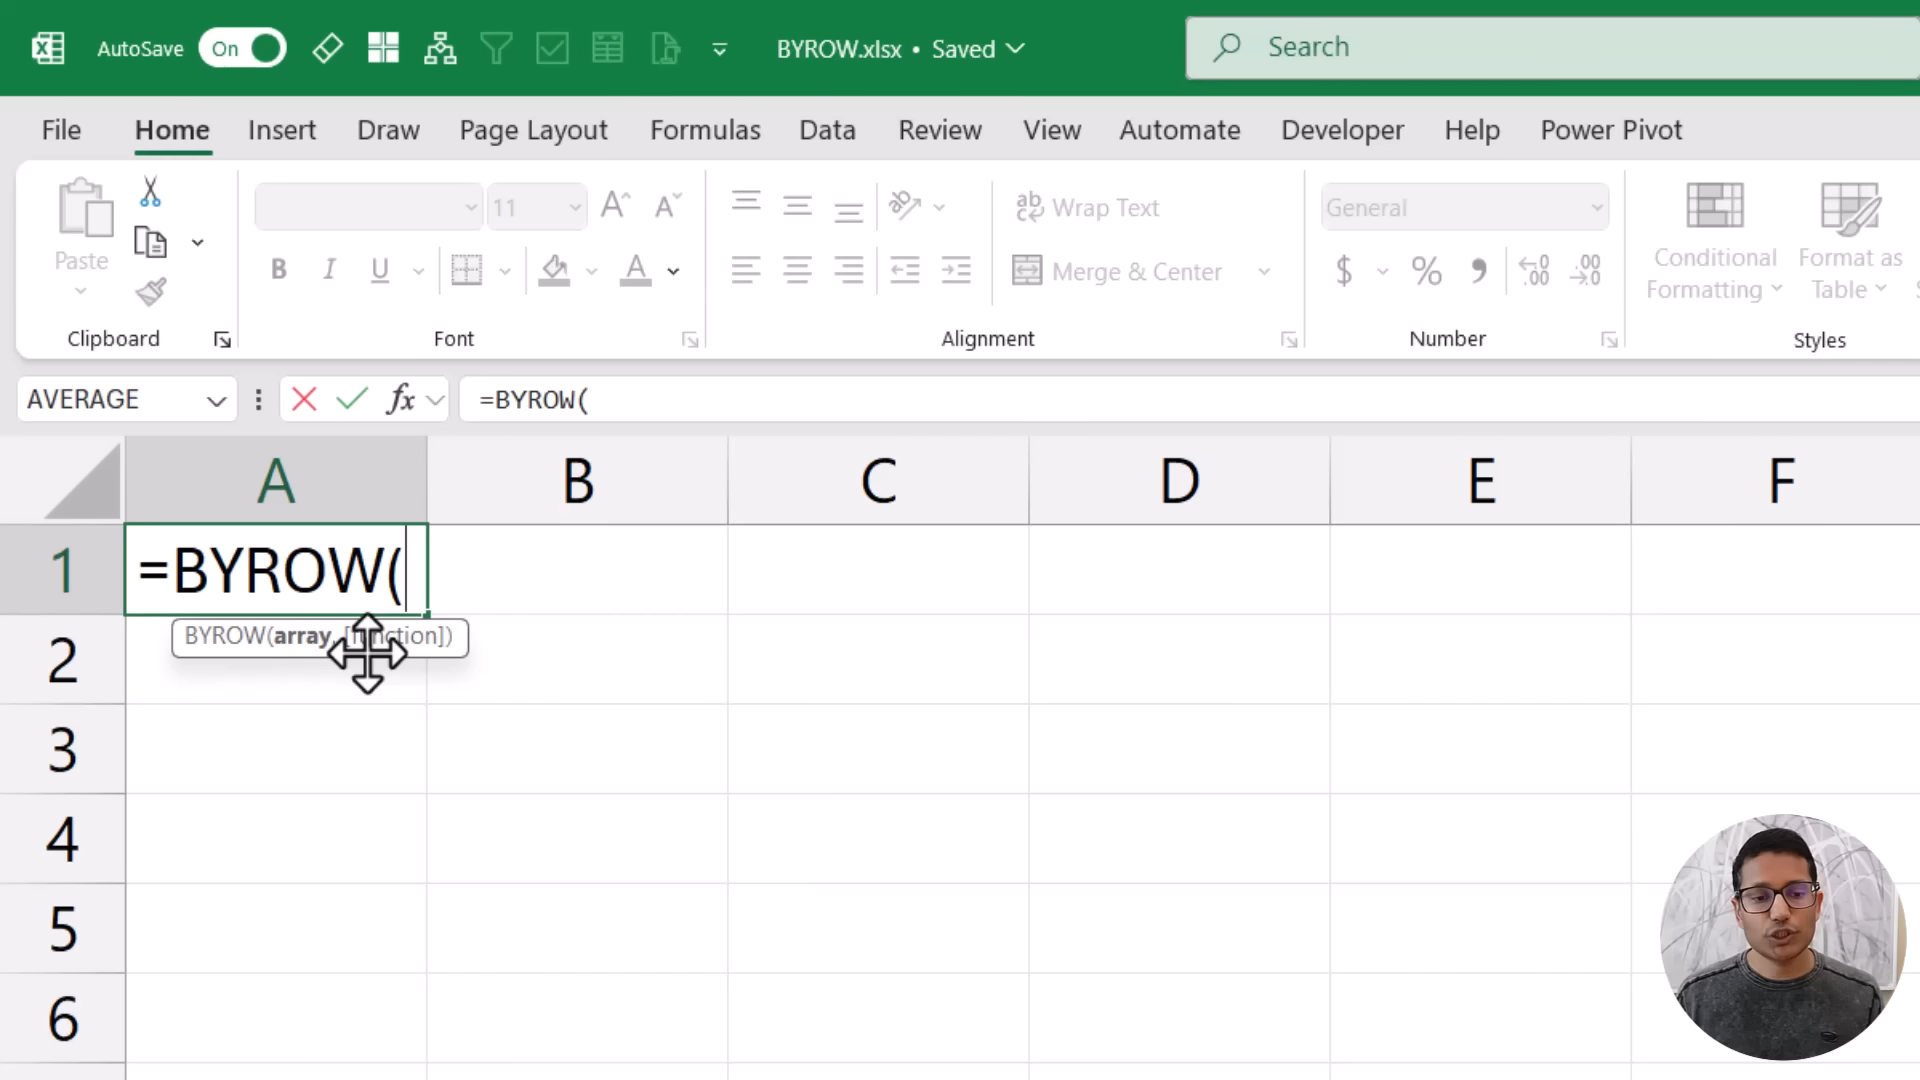 AutoSave On BYROW.xlsx • Saved Search
File Home Insert Draw Page Layout Formulas Data Review View Automate Developer Help Power Pivot
Paste
11
B I U
Wrap Text
Merge & Center
General
$ % 9
Conditional Formatting
Format as Table
Clipboard Font Alignment Number Styles
AVERAGE fx =BYROW(
A B C D E F
1 =BYROW(
BYROW(array, [function])
2
3
4
5
6